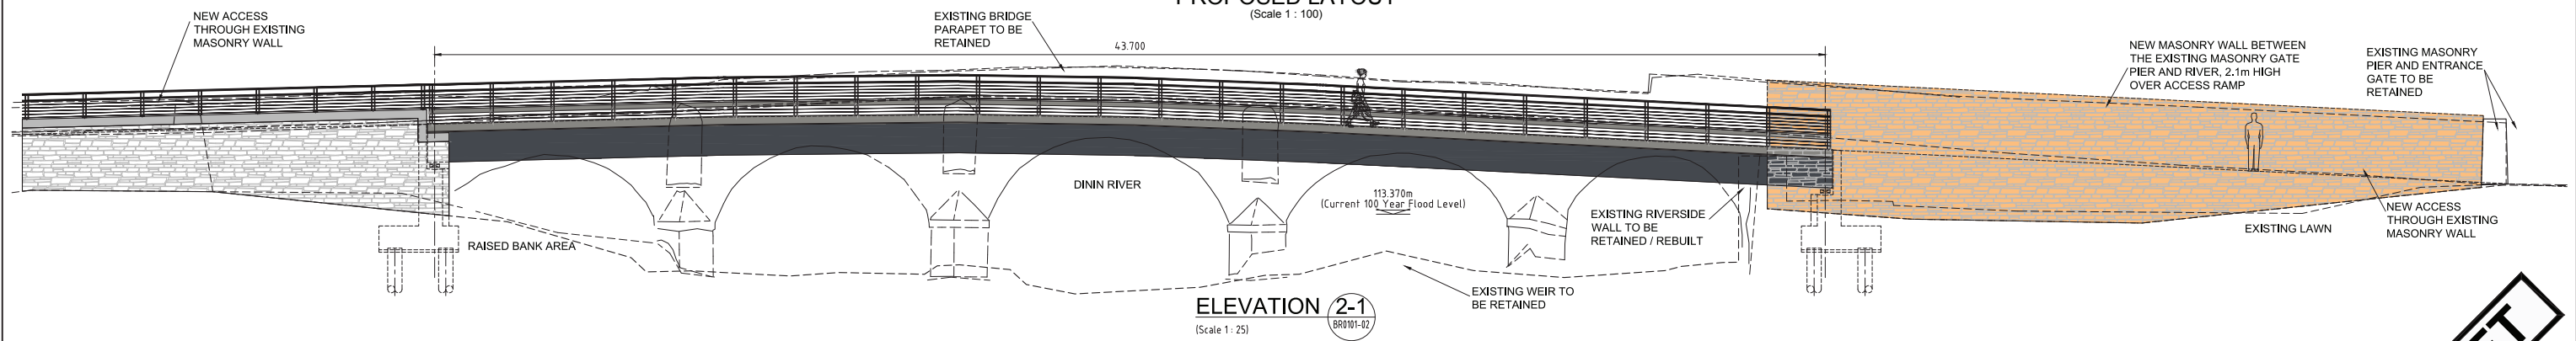 PROPOSED LAYOUT
(Scale 1 : 100)
NEW ACCESS
THROUGH EXISTING
MASONRY WALL
EXISTING BRIDGE
PARAPET TO BE
RETAINED
43.700
NEW MASONRY WALL BETWEEN
THE EXISTING MASONRY GATE
PIER AND RIVER, 2.1m HIGH
OVER ACCESS RAMP
EXISTING MASONRY
PIER AND ENTRANCE
GATE TO BE
RETAINED
DININ RIVER
113.370m
(Current 100 Year Flood Level)
RAISED BANK AREA
EXISTING RIVERSIDE
WALL TO BE
RETAINED / REBUILT
EXISTING LAWN
NEW ACCESS
THROUGH EXISTING
MASONRY WALL
EXISTING WEIR TO
BE RETAINED
ELEVATION 2-1
(Scale 1 : 25)
BR0101-02